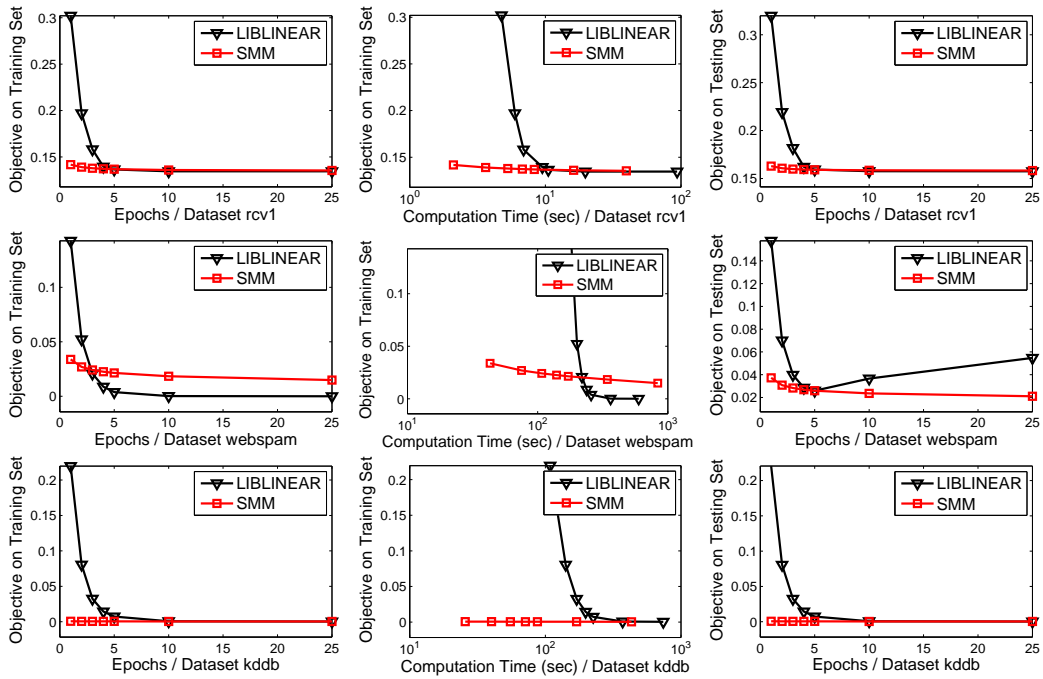 0.3
0.25
0.2
0.15
Objective on Training Set
LIBLINEAR
SMM
0 5 10 15 20 25
Epochs / Dataset rcv1
0.3
0.25
0.2
0.15
Objective on Training Set
LIBLINEAR
SMM
10^0 10^1 10^2
Computation Time (sec) / Dataset rcv1
0.3
0.25
0.2
0.15
Objective on Testing Set
LIBLINEAR
SMM
0 5 10 15 20 25
Epochs / Dataset rcv1
0.1
0.05
0
Objective on Training Set
LIBLINEAR
SMM
0 5 10 15 20 25
Epochs / Dataset webspam
0.1
0.05
0
Objective on Training Set
LIBLINEAR
SMM
10^1 10^2 10^3
Computation Time (sec) / Dataset webspam
0.14
0.12
0.1
0.08
0.06
0.04
0.02
Objective on Testing Set
LIBLINEAR
SMM
0 5 10 15 20 25
Epochs / Dataset webspam
0.2
0.15
0.1
0.05
0
Objective on Training Set
LIBLINEAR
SMM
0 5 10 15 20 25
Epochs / Dataset kddb
0.2
0.15
0.1
0.05
0
Objective on Training Set
LIBLINEAR
SMM
10^1 10^2 10^3
Computation Time (sec) / Dataset kddb
0.2
0.15
0.1
0.05
0
Objective on Testing Set
LIBLINEAR
SMM
0 5 10 15 20 25
Epochs / Dataset kddb